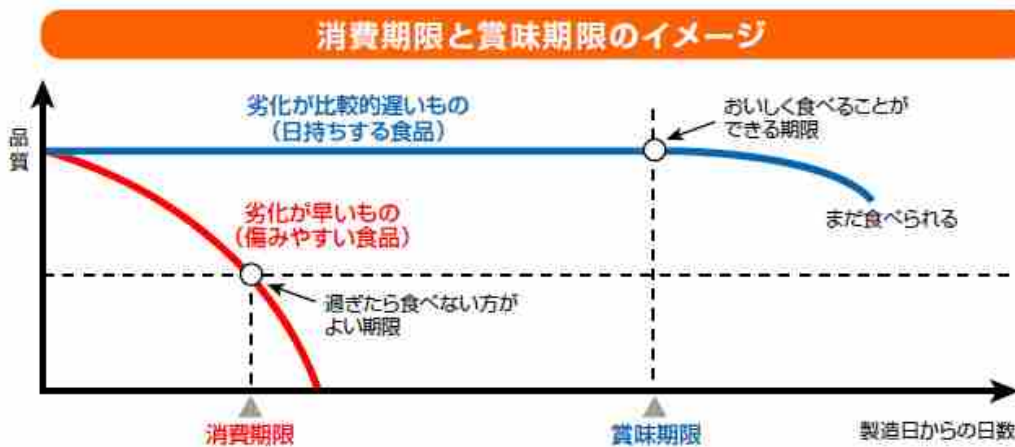 消費期限と賞味期限のイメージ
品質
劣化が比較的遅いもの
(日持ちする食品)
おいしく食べることが
できる期限
まだ食べられる
劣化が早いもの
(傷みやすい食品)
過ぎたら食べない方が
よい期限
消費期限
賞味期限
製造日からの日数